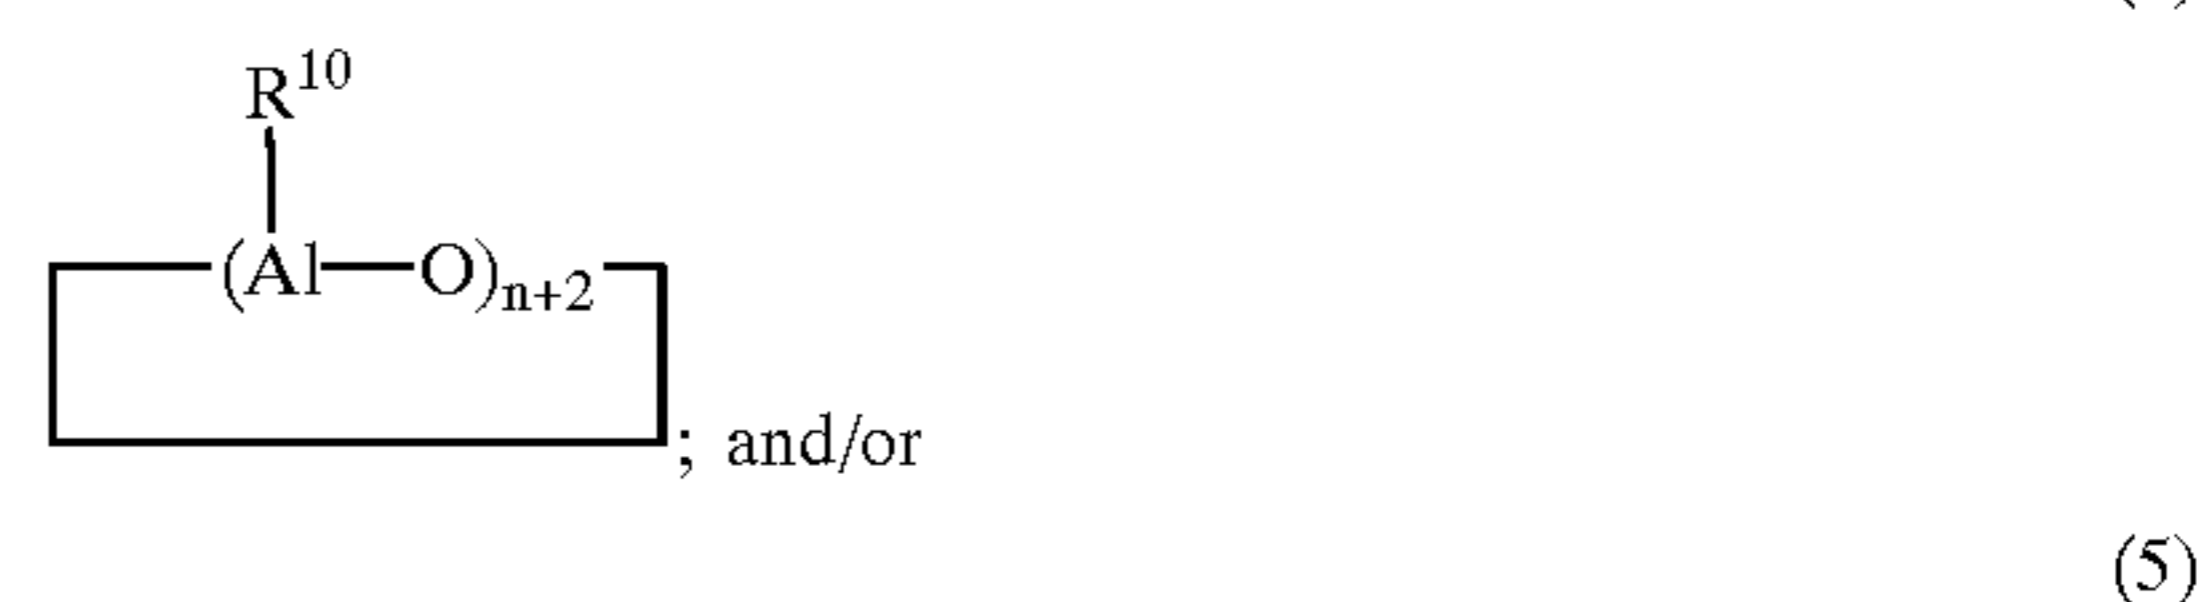 R¹⁰
(Al—O)ₙ₊₂
; and/or
(5)